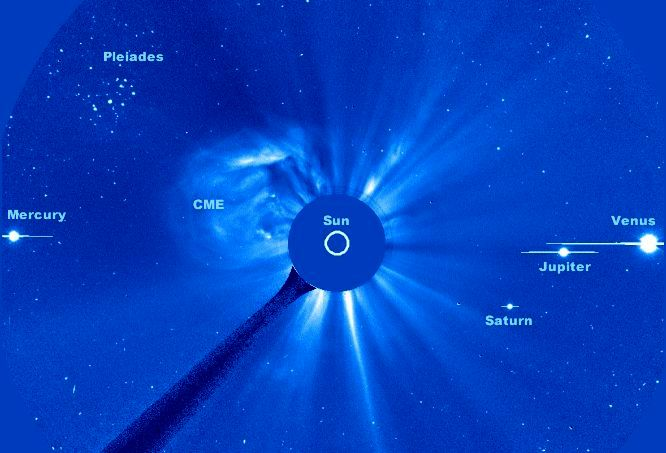 Pleiades
CME
Sun
Mercury
Venus
Jupiter
Saturn